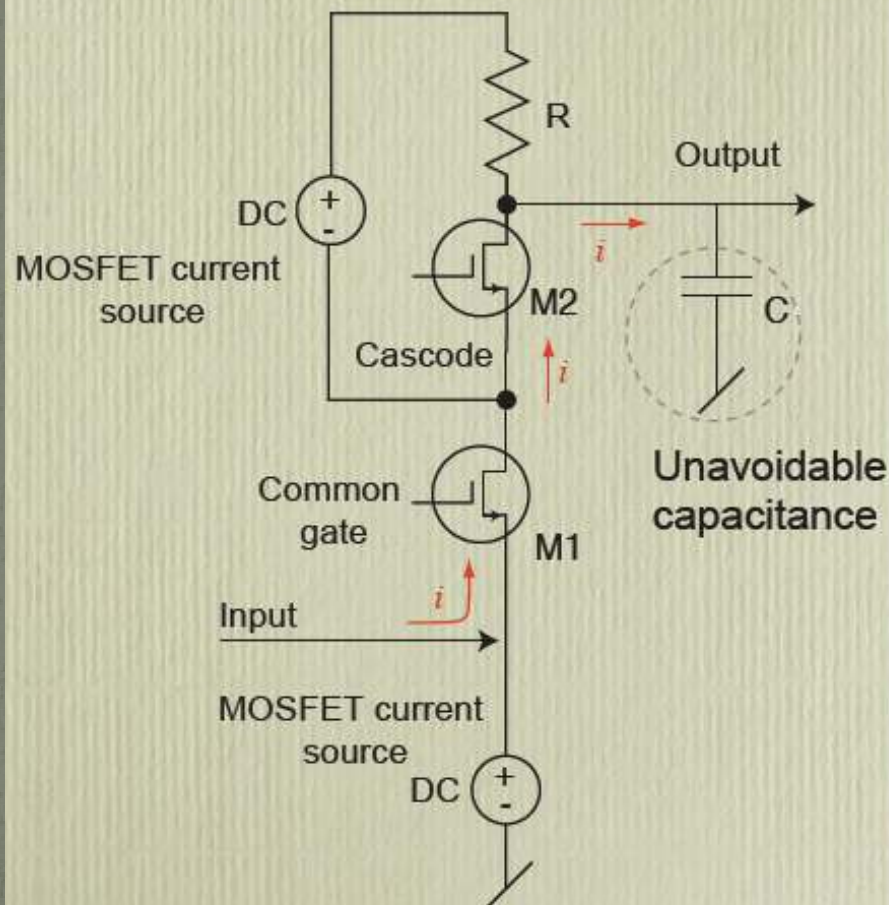 R
Output
DC
+
-
MOSFET current
source
i
M2
C
Cascode
i
Unavoidable
capacitance
Common
gate
M1
i
Input
MOSFET current
source
DC
+
-